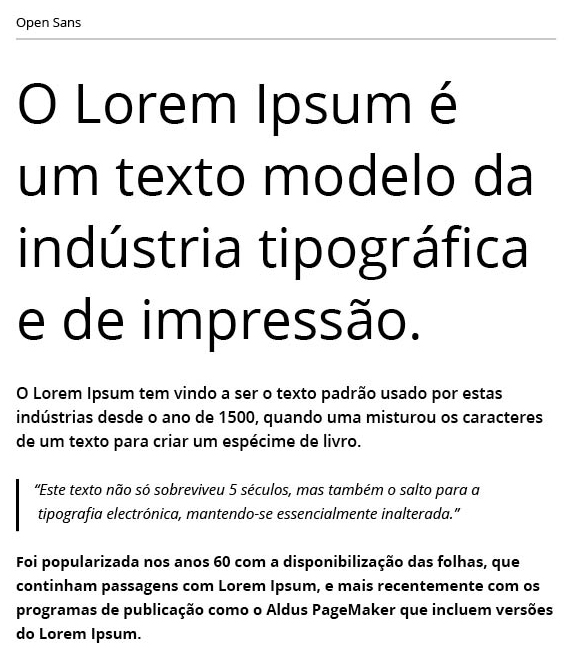 Open Sans
O Lorem Ipsum é
um texto modelo da
indústria tipográfica
e de impressão.
O Lorem Ipsum tem vindo a ser o texto padrão usado por estas
indústrias desde o ano de 1500, quando uma misturou os caracteres
de um texto para criar um espécime de livro.
“Este texto não só sobreviveu 5 séculos, mas também o salto para a
tipografia electrónica, mantendo-se essencialmente inalterada.”
Foi popularizada nos anos 60 com a disponibilização das folhas, que
continham passagens com Lorem Ipsum, e mais recentemente com os
programas de publicação como o Aldus PageMaker que incluem versões
do Lorem Ipsum.